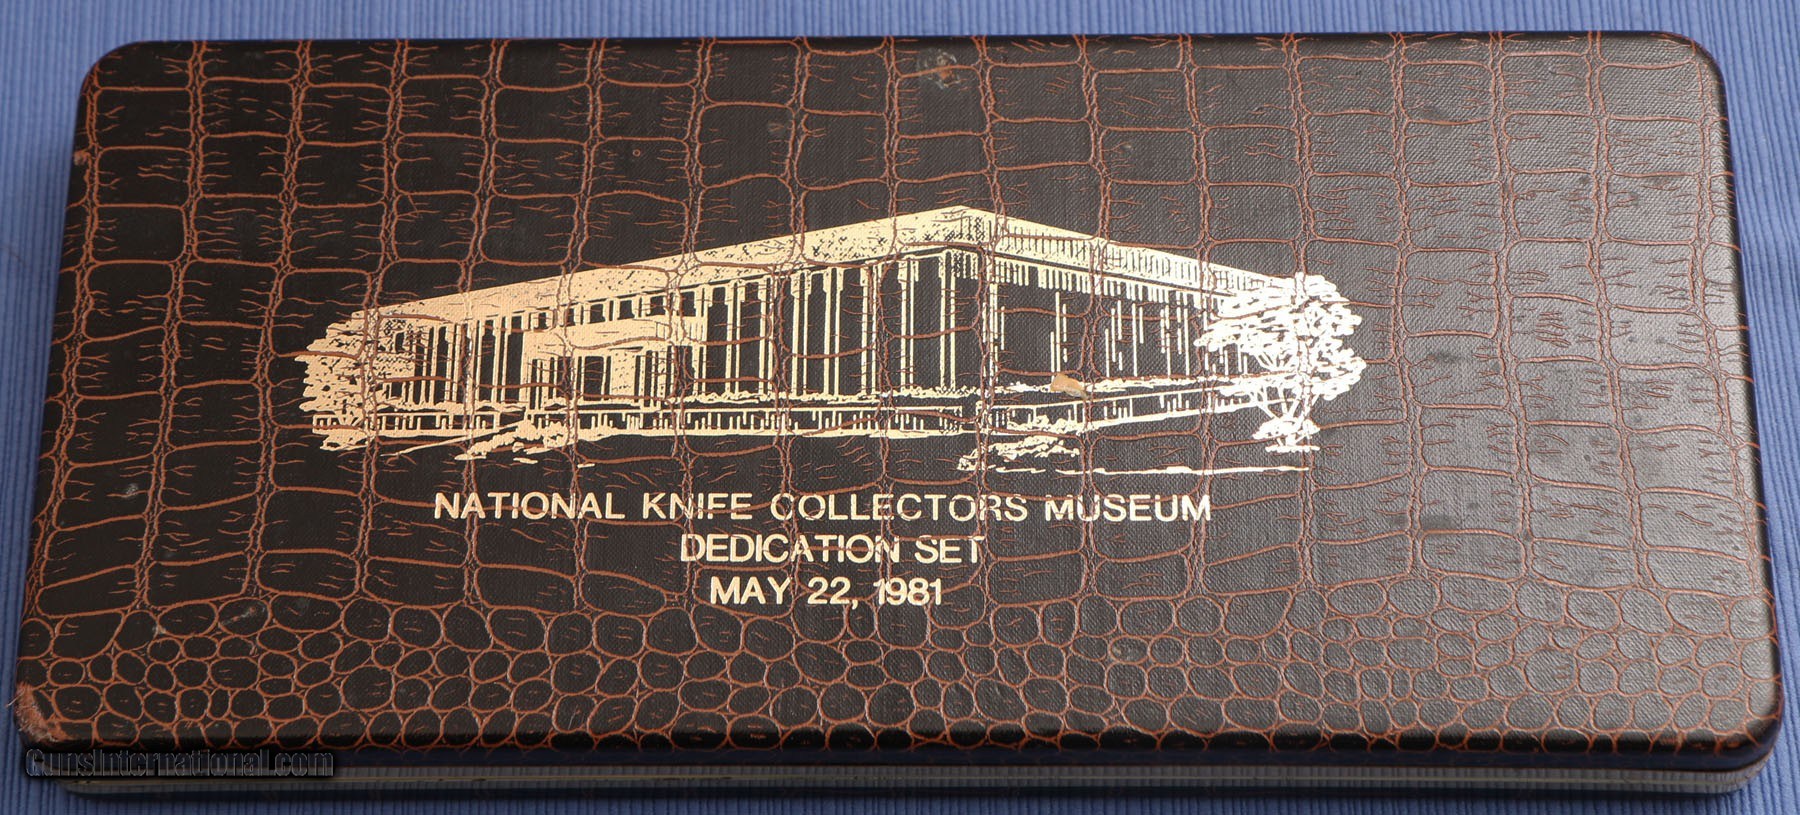 NATIONAL KNIFE COLLECTORS MUSEUM
DEDICATION SET
MAY 22, 1981
GunsInternational.com